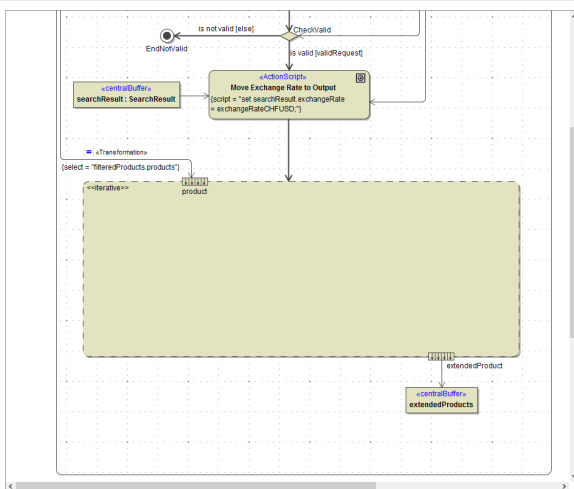 is not valid [else]
CheckValid
EndNotValid
is valid [validRequest]
«ActionScript»
Move Exchange Rate to Output
{script = "set searchResult.exchangeRate
= exchangeRateCHFUSD;"}
«centralBuffer»
searchResult : SearchResult
«Transformation»
{select = "filteredProducts.products"}
<<iterative>>
product
extendedProduct
«centralBuffer»
extendedProducts